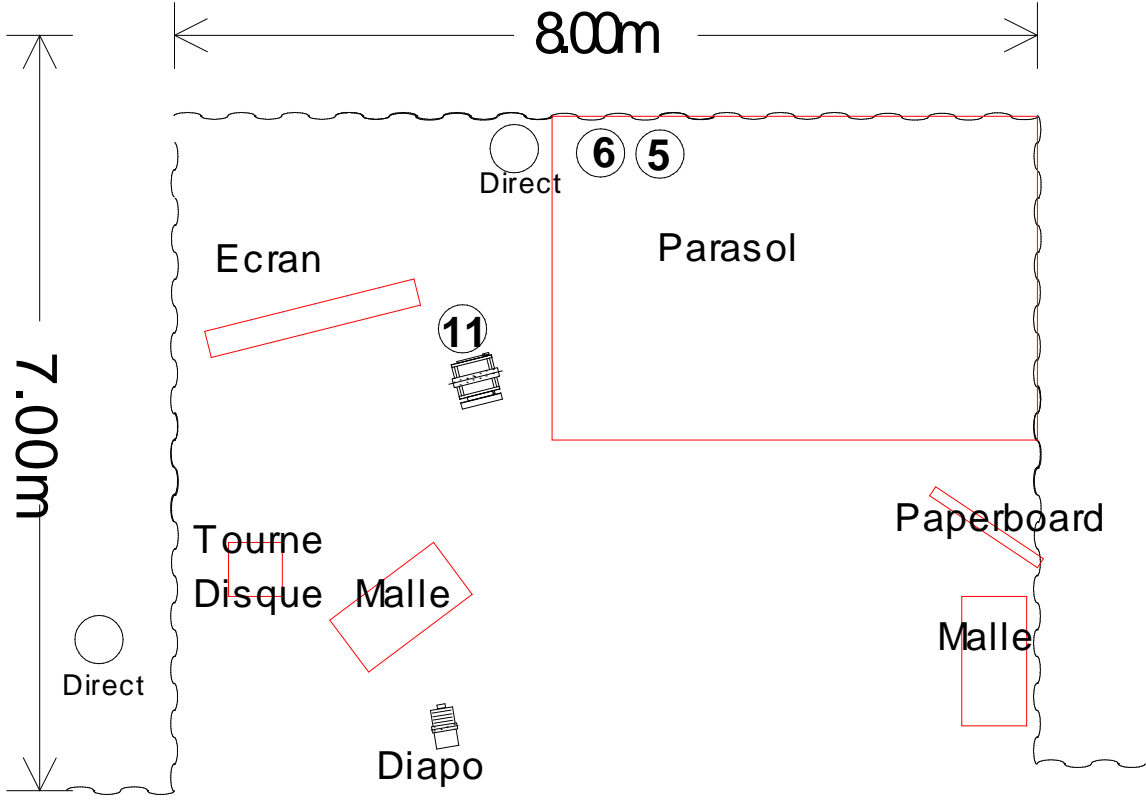 8.00m
6 5
Direct
Parasol
Ecran
11
7.00m
Paperboard
Tourne
Disque
Malle
Malle
Direct
Diapo